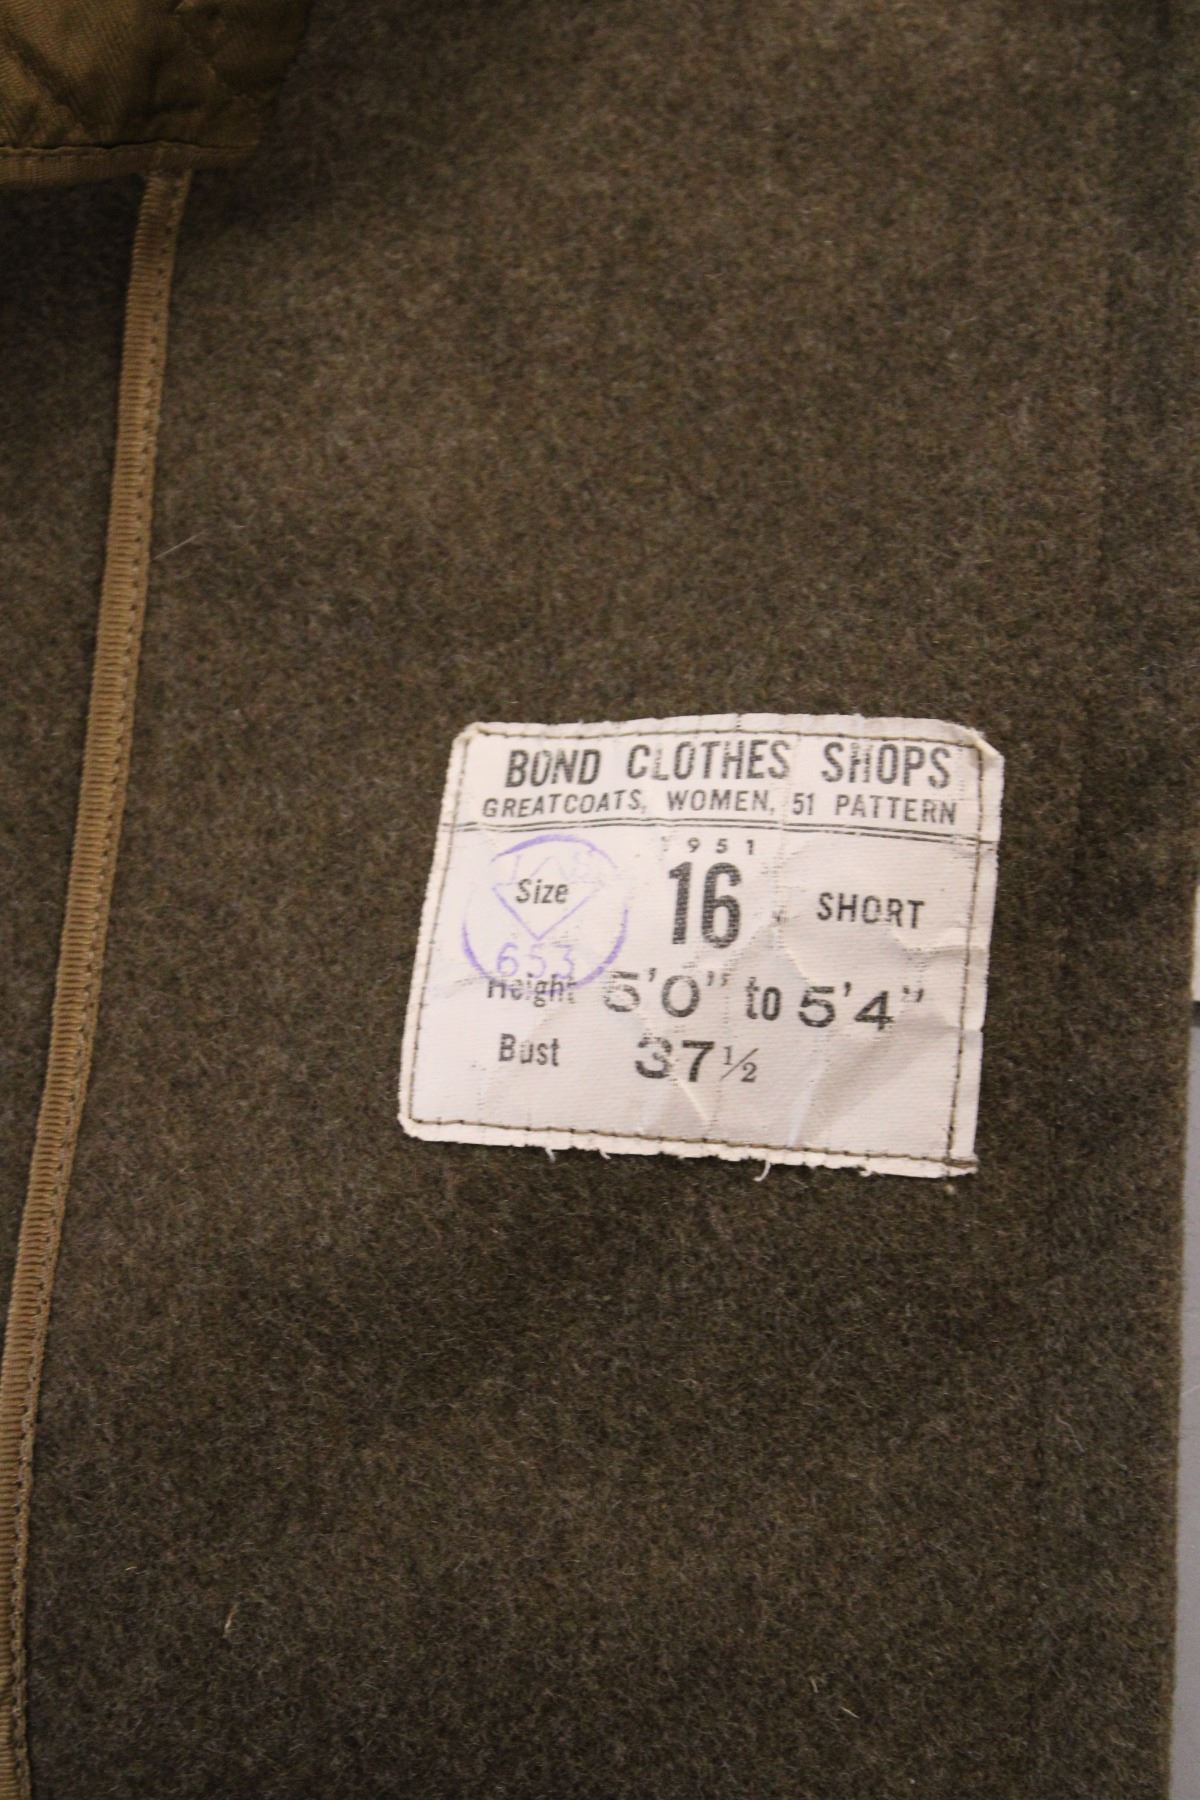 BOND CLOTHES SHOPS
GREATCOATS, WOMEN, 51 PATTERN
1951
Size 16 SHORT
653
Height 5'0" to 5'4"
Bust 37½